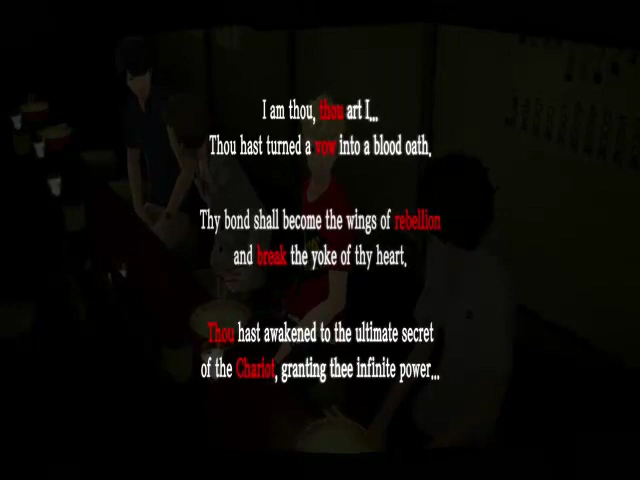 I am thou, thou art I...
Thou hast turned a vow into a blood oath.
Thy bond shall become the wings of rebellion
and break the yoke of thy heart.
Thou hast awakened to the ultimate secret
of the Chariot, granting thee infinite power...